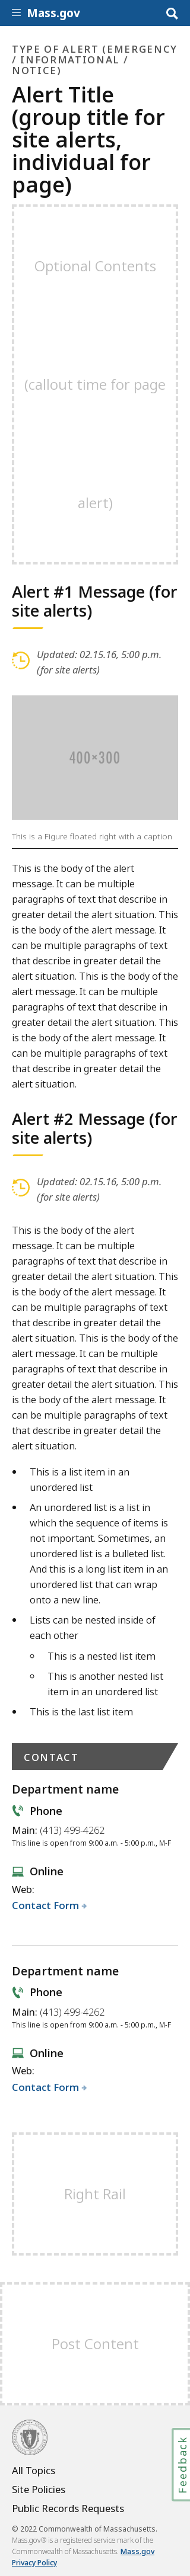 Mass.gov
TYPE OF ALERT (EMERGENCY
/ INFORMATIONAL /
NOTICE)
Alert Title
(group title for
site alerts,
individual for
page)
Optional Contents
(callout time for page
alert)
Alert #1 Message (for
site alerts)
Updated: 02.15.16, 5:00 p.m.
(for site alerts)
400×300
This is a Figure floated right with a caption
This is the body of the alert
message. It can be multiple
paragraphs of text that describe in
greater detail the alert situation. This
is the body of the alert message. It
can be multiple paragraphs of text
that describe in greater detail the
alert situation. This is the body of the
alert message. It can be multiple
paragraphs of text that describe in
greater detail the alert situation. This
is the body of the alert message. It
can be multiple paragraphs of text
that describe in greater detail the
alert situation.
Alert #2 Message (for
site alerts)
Updated: 02.15.16, 5:00 p.m.
(for site alerts)
This is the body of the alert
message. It can be multiple
paragraphs of text that describe in
greater detail the alert situation. This
is the body of the alert message. It
can be multiple paragraphs of text
that describe in greater detail the
alert situation. This is the body of the
alert message. It can be multiple
paragraphs of text that describe in
greater detail the alert situation. This
is the body of the alert message. It
can be multiple paragraphs of text
that describe in greater detail the
alert situation.
This is a list item in an
unordered list
An unordered list is a list in
which the sequence of items is
not important. Sometimes, an
unordered list is a bulleted list.
And this is a long list item in an
unordered list that can wrap
onto a new line.
Lists can be nested inside of
each other
This is a nested list item
This is another nested list
item in an unordered list
This is the last list item
CONTACT
Department name
Phone
Main: (413) 499-4262
This line is open from 9:00 a.m. - 5:00 p.m., M-F
Online
Web:
Contact Form
Department name
Phone
Main: (413) 499-4262
This line is open from 9:00 a.m. - 5:00 p.m., M-F
Online
Web:
Contact Form
Right Rail
Post Content
Feedback
All Topics
Site Policies
Public Records Requests
© 2022 Commonwealth of Massachusetts.
Mass.gov® is a registered service mark of the
Commonwealth of Massachusetts. Mass.gov
Privacy Policy